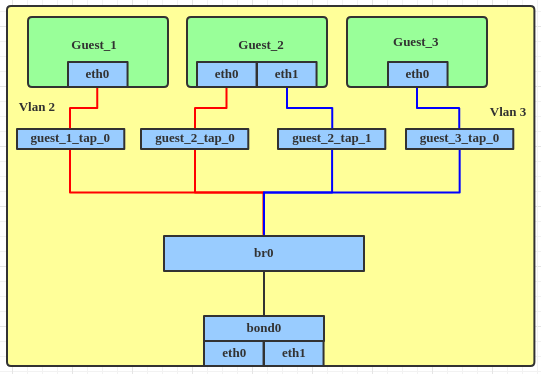 Guest_1
Guest_2
Guest_3
eth0
eth0
eth1
eth0
Vlan 2
Vlan 3
guest_1_tap_0
guest_2_tap_0
guest_2_tap_1
guest_3_tap_0
br0
bond0
eth0
eth1